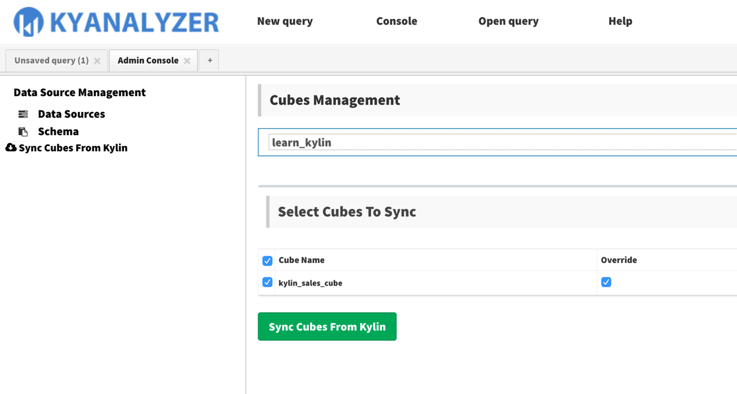 KYANALYZER
New query Console Open query Help
Unsaved query (1) × Admin Console × +
Data Source Management
Data Sources
Schema
Sync Cubes From Kylin
Cubes Management
learn_kylin
Select Cubes To Sync
Cube Name Override
kylin_sales_cube
Sync Cubes From Kylin